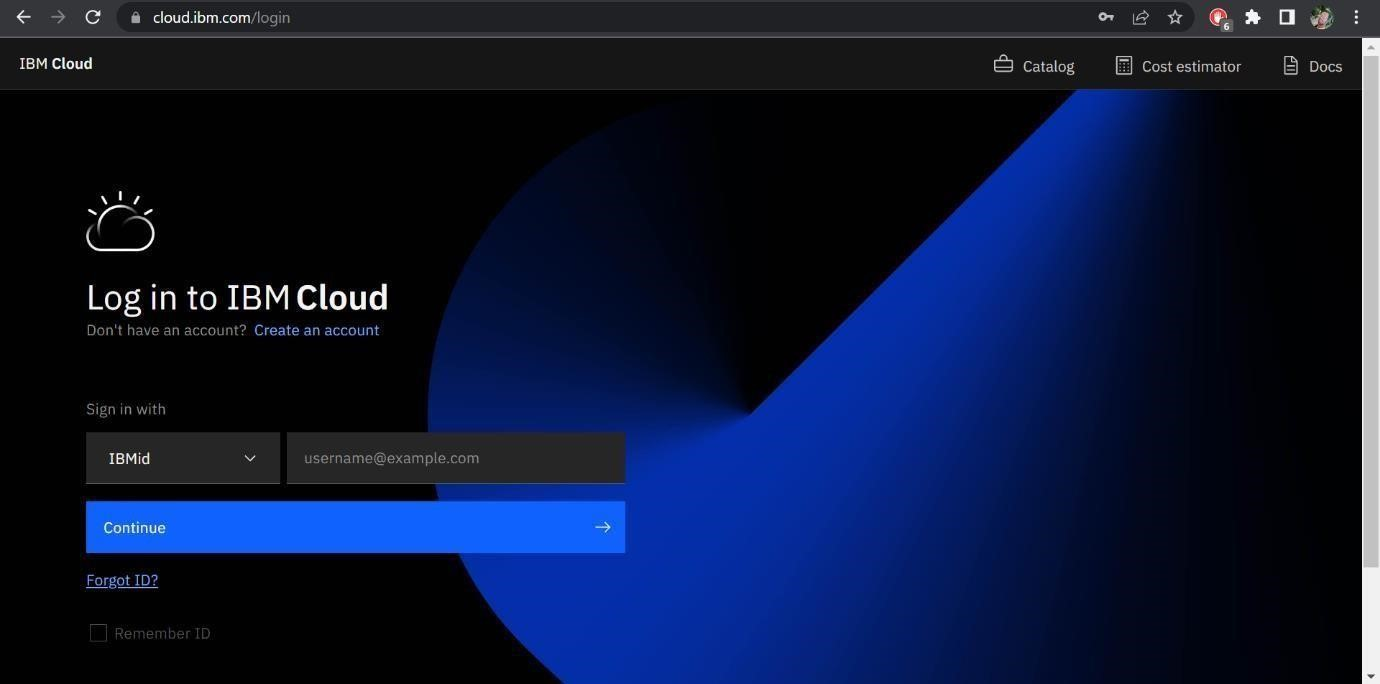 cloud.ibm.com/login
6
IBM Cloud
Catalog
Cost estimator
Docs
Log in to IBM Cloud
Don't have an account? Create an account
Sign in with
IBMid
username@example.com
Continue
Forgot ID?
Remember ID